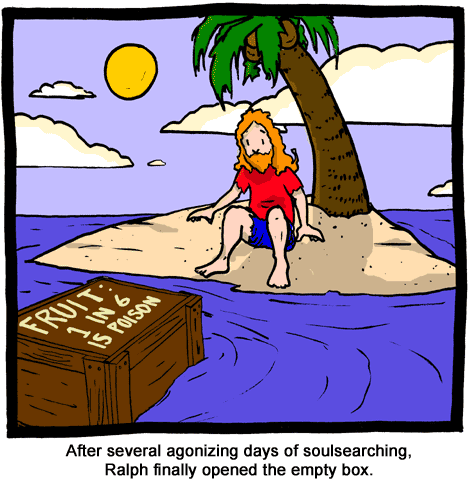 FRUIT:
1 IN 6
IS POISON
After several agonizing days of soulsearching,
Ralph finally opened the empty box.